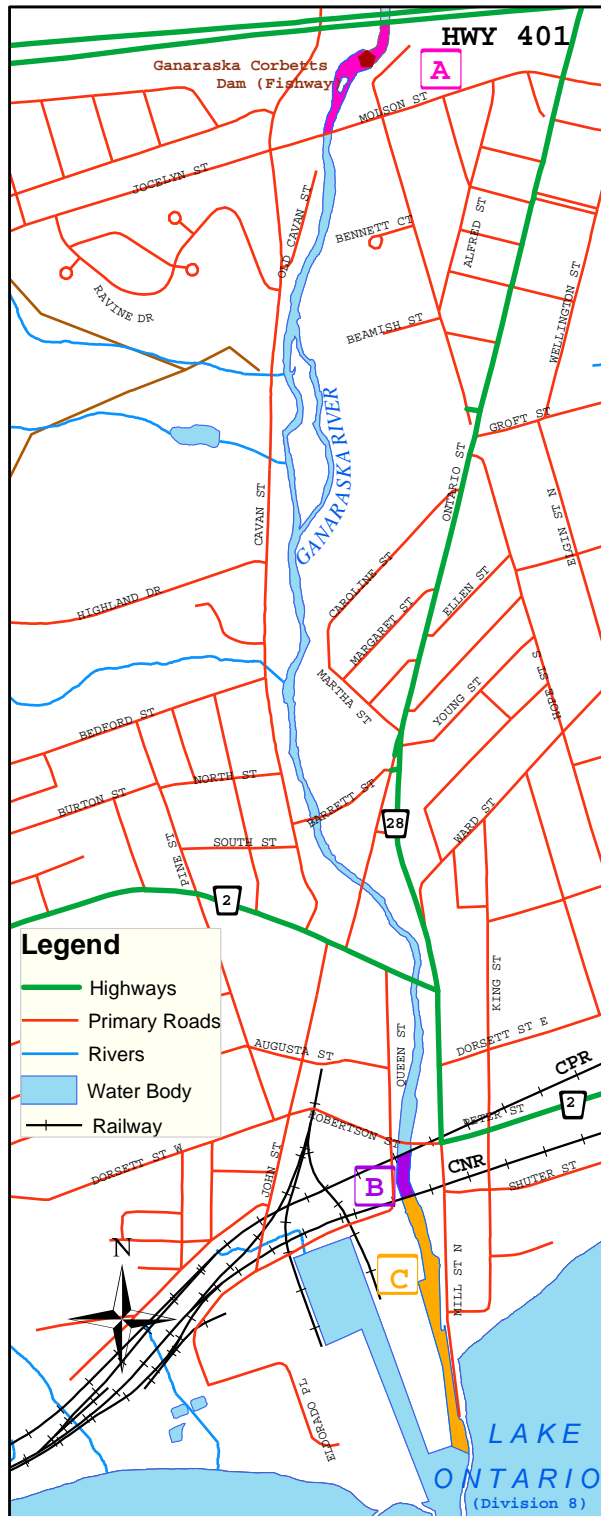 HWY 401
Ganaraska Corbetts
Dam (Fishway)
A
MOLSON ST
JOCELYN ST
OLD CAVAN ST
BENNETT CT
ALFRED ST
RAVINE DR
BEAMISH ST
WELLINGTON ST
GROFT ST
GANARASKA RIVER
ONTARIO ST
CAVAN ST
ELGIN ST N
CAROLINE ST
ELLEN ST
HIGHLAND DR
MARGARET ST
MARTHA ST
HOPE ST S
YOUNG ST
BEDFORD ST
NORTH ST
BURTON ST
BARRETT ST
28
WARD ST
SOUTH ST
PINE ST
2
Legend
Highways
Primary Roads
Rivers
Water Body
Railway
KING ST
QUEEN ST
DORSETT ST E
AUGUSTA ST
CPR
2
PETER ST
ROBERTSON ST
DORSETT ST W
JOHN ST
CNR
SHUTER ST
B
N
C
MILL ST N
ELDORADO PL
LAKE
ONTARIO
(Division 8)